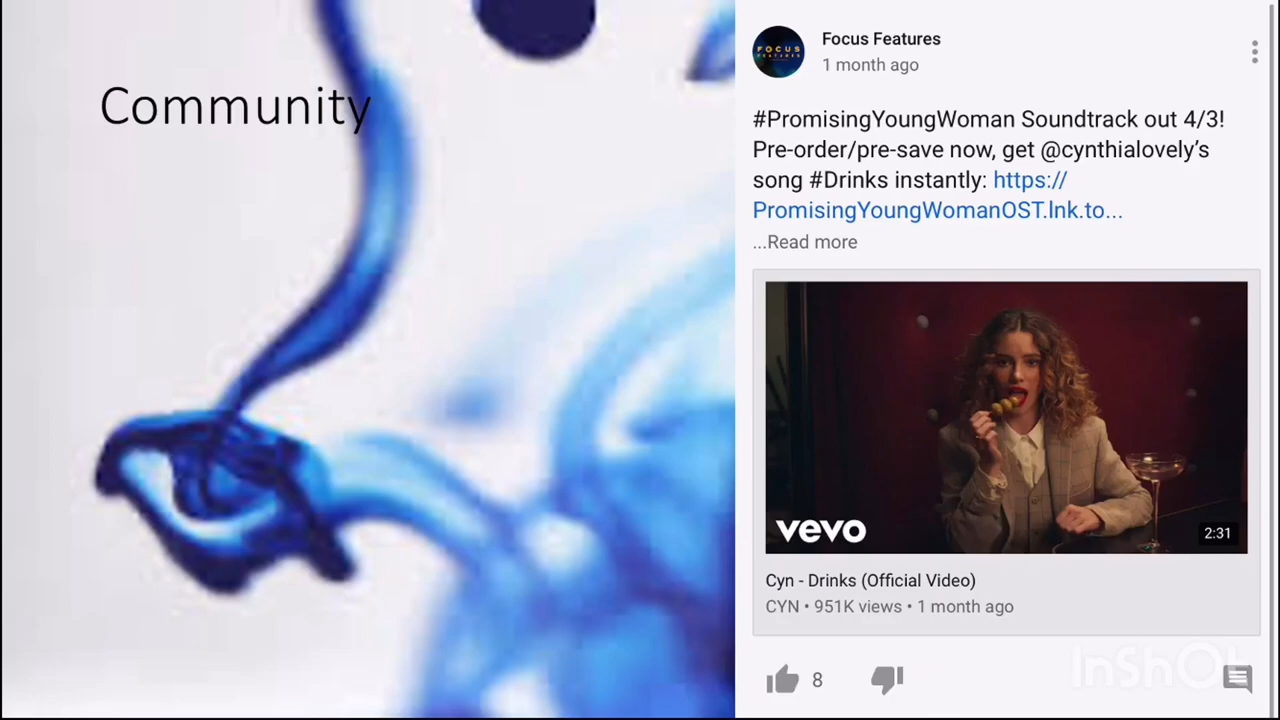 Community
FOCUS
FEATURES
Focus Features
1 month ago
#PromisingYoungWoman Soundtrack out 4/3!
Pre-order/pre-save now, get @cynthialovely’s
song #Drinks instantly: https://
PromisingYoungWomanOST.lnk.to...
...Read more
vevo
2:31
Cyn - Drinks (Official Video)
CYN • 951K views • 1 month ago
8
InShOt